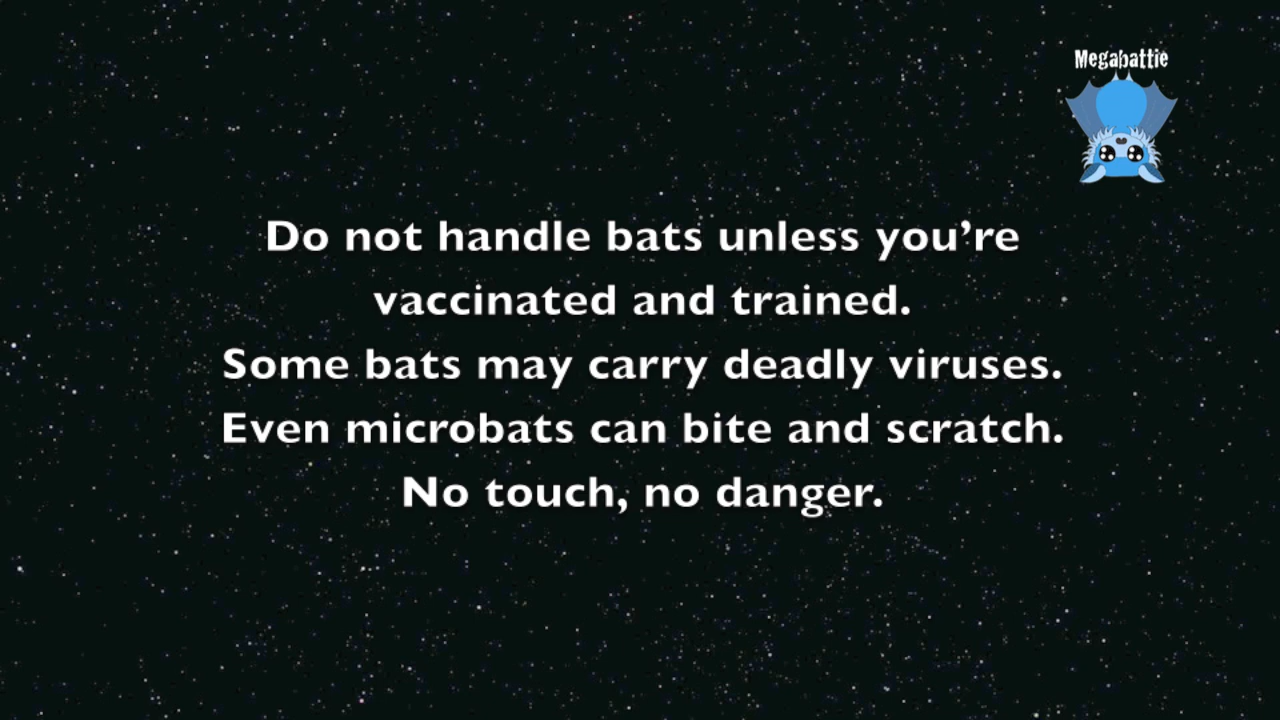 Megabattie
Do not handle bats unless you’re
vaccinated and trained.
Some bats may carry deadly viruses.
Even microbats can bite and scratch.
No touch, no danger.